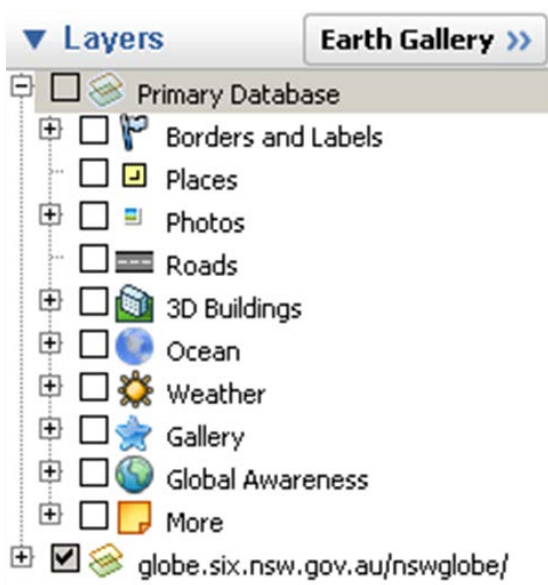 Layers Earth Gallery >>
Primary Database
Borders and Labels
Places
Photos
Roads
3D Buildings
Ocean
Weather
Gallery
Global Awareness
More
globe.six.nsw.gov.au/nswglobe/